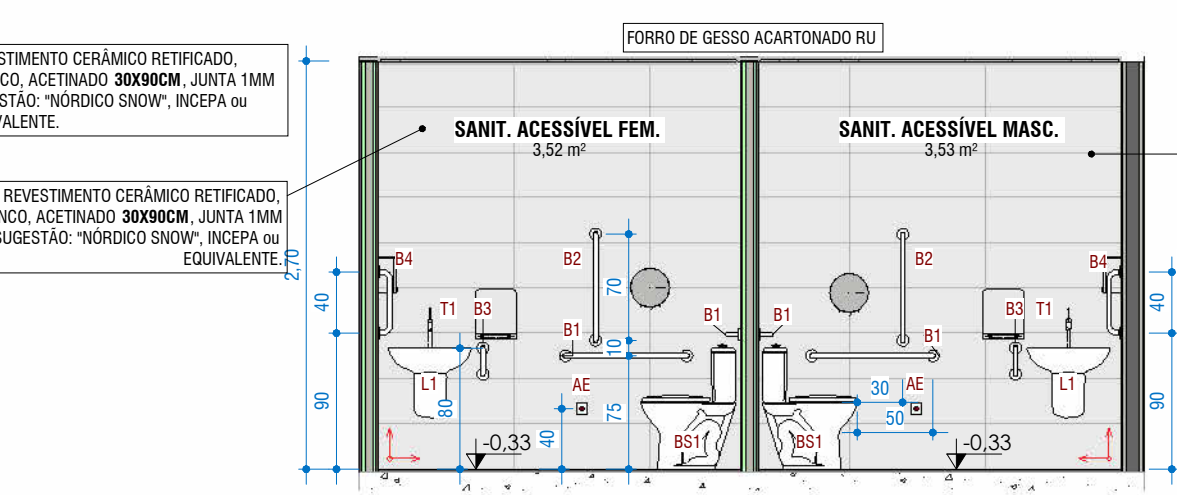 FORRO DE GESSO ACARTONADO RU
STIMENTO CERÂMICO RETIFICADO,
CO, ACETINADO 30X90CM, JUNTA 1MM
STÃO: "NÓRDICO SNOW", INCEPA ou
VALENTE.
REVESTIMENTO CERÂMICO RETIFICADO,
NCO, ACETINADO 30X90CM, JUNTA 1MM
SUGESTÃO: "NÓRDICO SNOW", INCEPA ou
EQUIVALENTE.
SANIT. ACESSÍVEL FEM.
3,52 m²
SANIT. ACESSÍVEL MASC.
3,53 m²
2,70
40
90
B4
T1
B3
L1
80
B2
B1
AE
40
70
10
75
B1
BS1
-0,33
B1
BS1
B2
B1
30
AE
50
B3
T1
B4
L1
-0,33
40
90